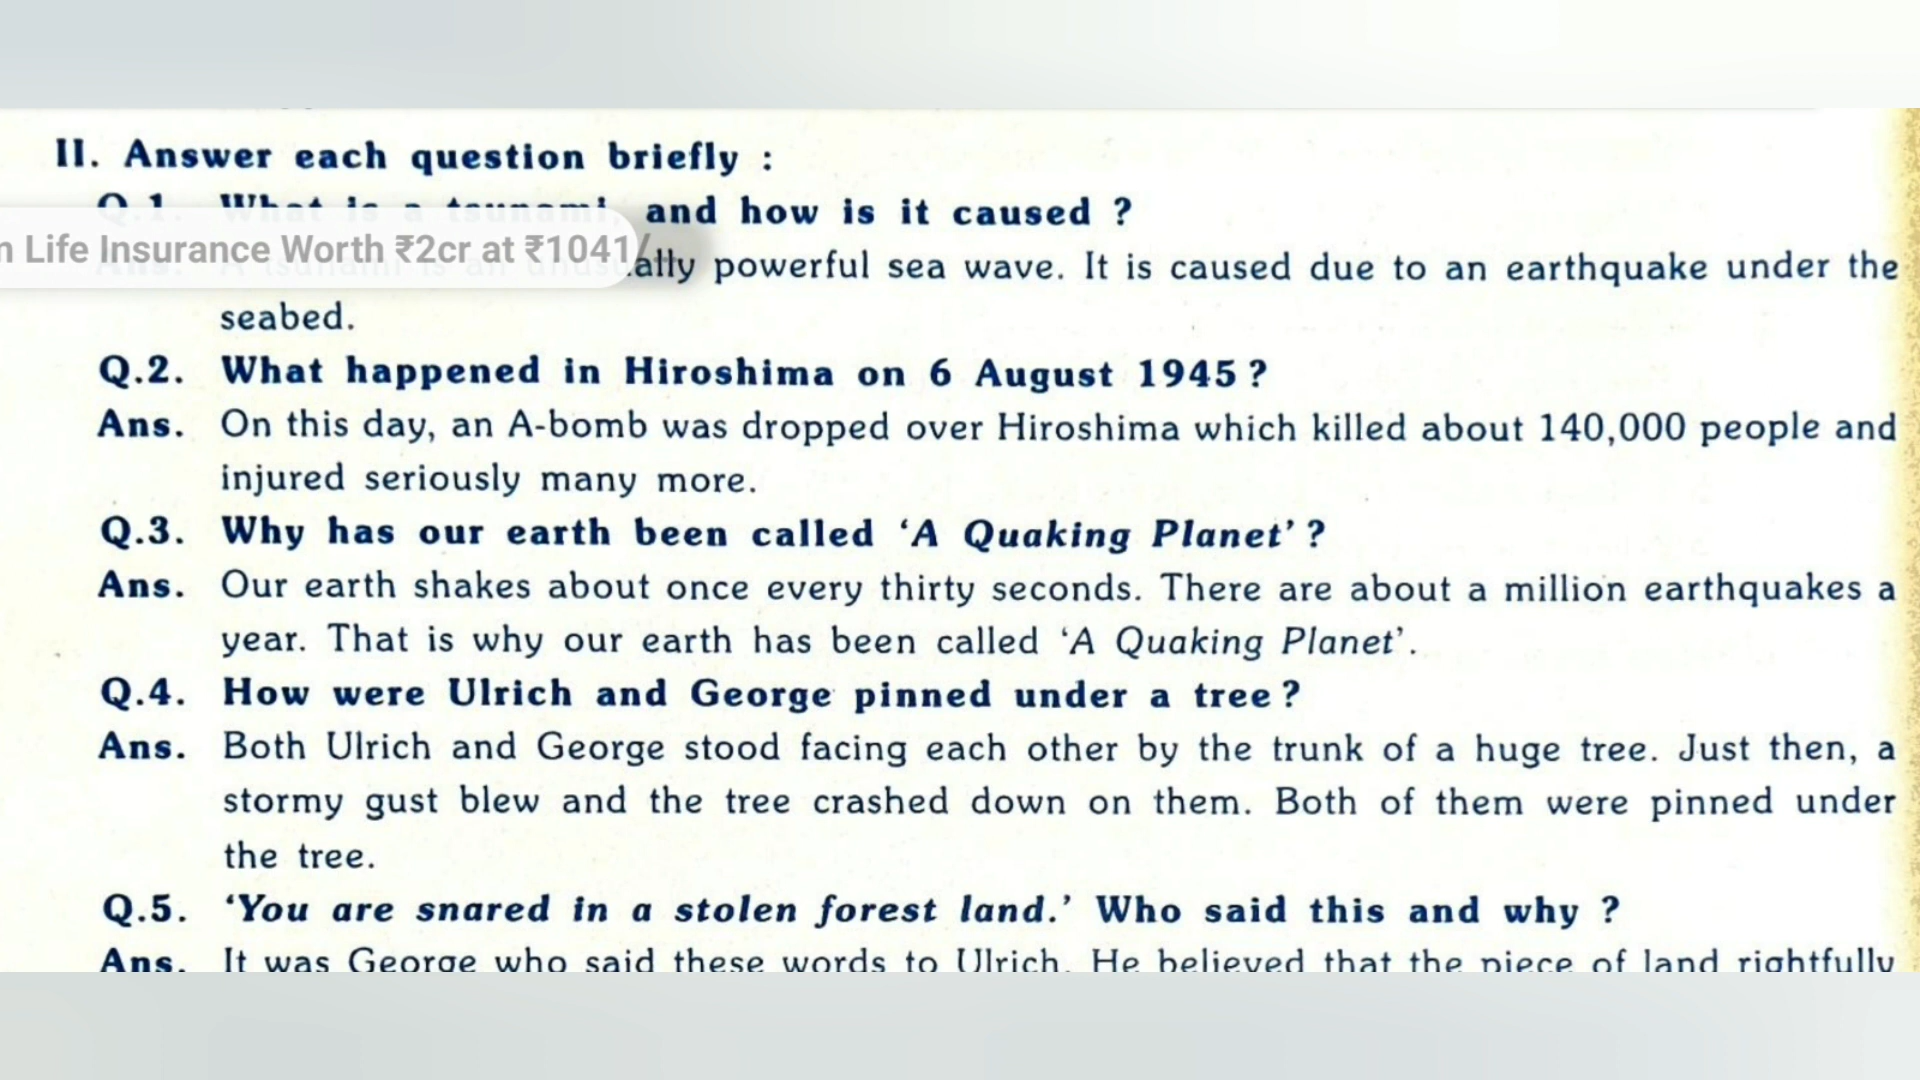 II. Answer each question briefly :
Q.1. What is a tsunami, and how is it caused ?
n Life Insurance Worth ₹2cr at ₹1041/
ally powerful sea wave. It is caused due to an earthquake under the
seabed.
Q.2. What happened in Hiroshima on 6 August 1945 ?
Ans. On this day, an A-bomb was dropped over Hiroshima which killed about 140,000 people and
injured seriously many more.
Q.3. Why has our earth been called ‘A Quaking Planet’ ?
Ans. Our earth shakes about once every thirty seconds. There are about a million earthquakes a
year. That is why our earth has been called ‘A Quaking Planet’.
Q.4. How were Ulrich and George pinned under a tree ?
Ans. Both Ulrich and George stood facing each other by the trunk of a huge tree. Just then, a
stormy gust blew and the tree crashed down on them. Both of them were pinned under
the tree.
Q.5. ‘You are snared in a stolen forest land.’ Who said this and why ?
Ans. It was George who said these words to Ulrich. He believed that the piece of land rightfully